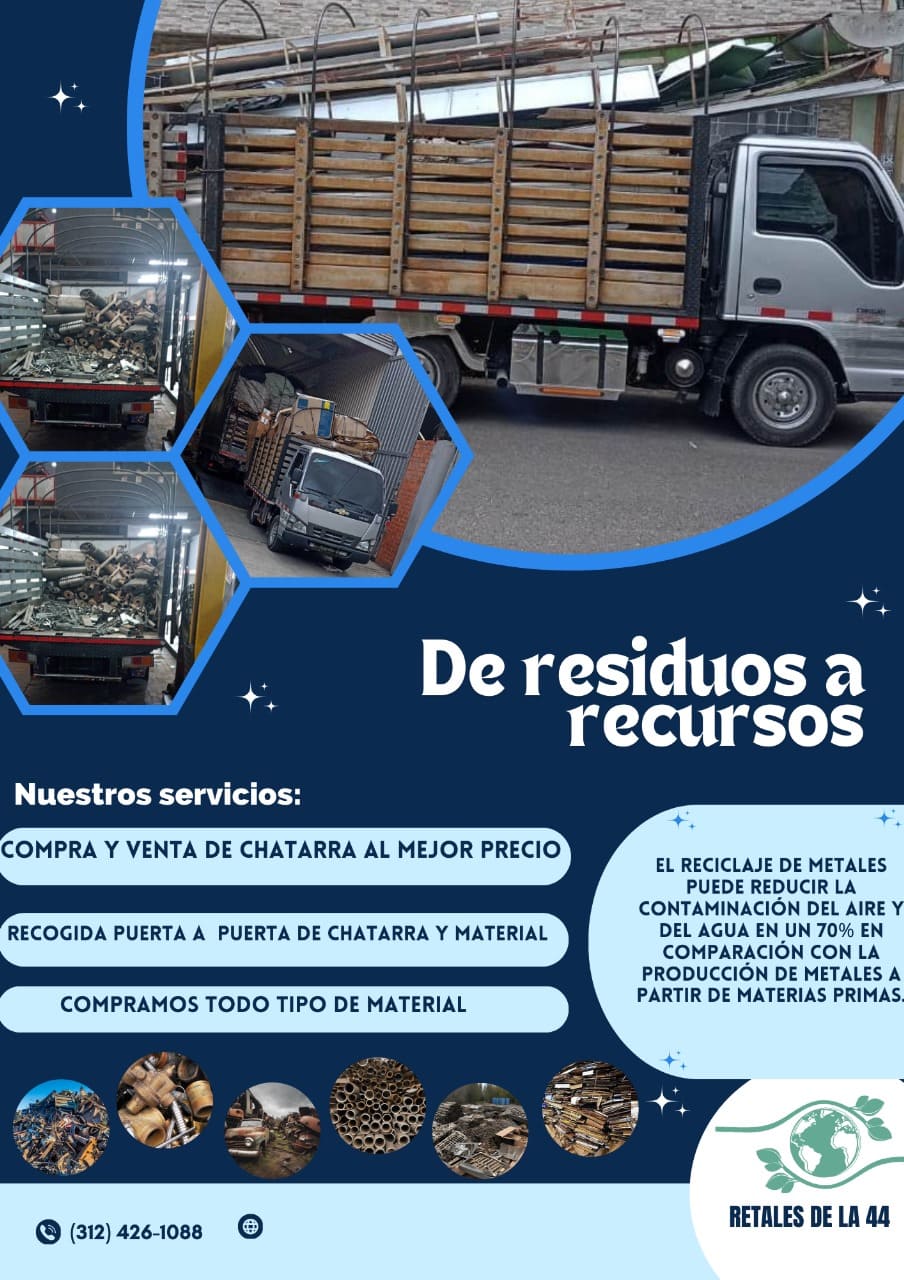 De residuos a
recursos
Nuestros servicios:
COMPRA Y VENTA DE CHATARRA AL MEJOR PRECIO
RECOGIDA PUERTA A PUERTA DE CHATARRA Y MATERIAL
COMPRAMOS TODO TIPO DE MATERIAL
EL RECICLAJE DE METALES
PUEDE REDUCIR LA
CONTAMINACIÓN DEL AIRE Y
DEL AGUA EN UN 70% EN
COMPARACIÓN CON LA
PRODUCCIÓN DE METALES A
PARTIR DE MATERIAS PRIMAS.
(312) 426-1088
RETALES DE LA 44